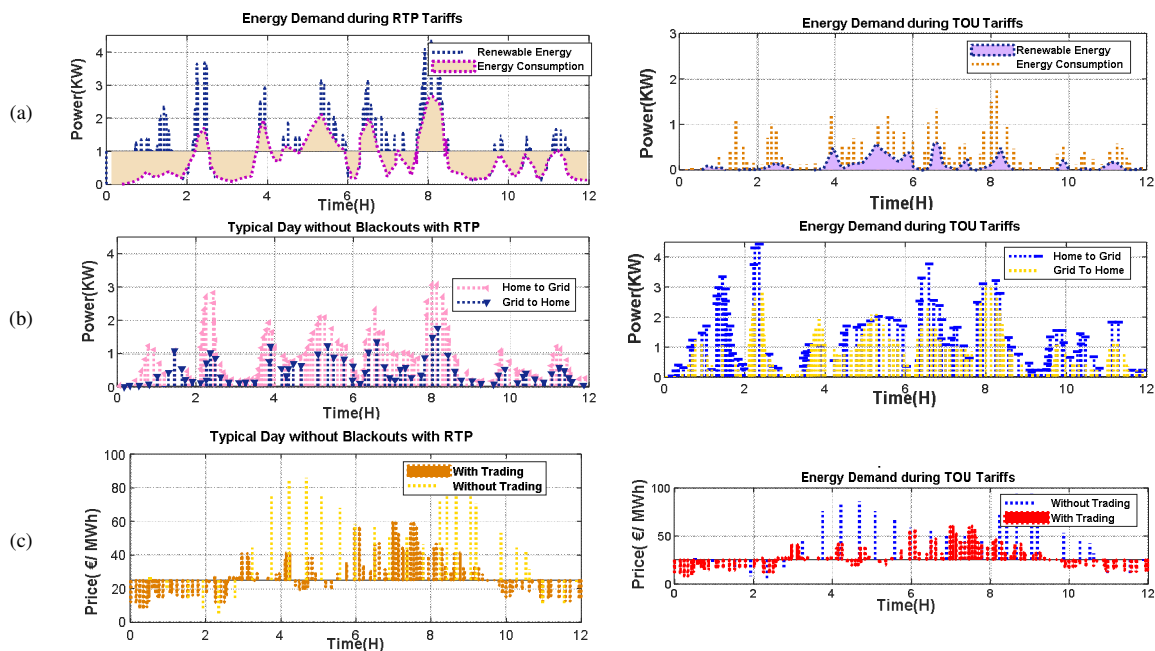 Energy Demand during RTP Tariffs
(a)
Power(KW)
4
3
2
1
0
Renewable Energy
Energy Consumption
0 2 4 6 8 10 12
Time(H)
Energy Demand during TOU Tariffs
Power(KW)
3
2
1
0
Renewable Energy
Energy Consumption
0 2 4 6 8 10 12
Time(H)
Typical Day without Blackouts with RTP
(b)
Power(KW)
4
3
2
1
0
Home to Grid
Grid to Home
0 2 4 6 8 10 12
Time(H)
Energy Demand during TOU Tariffs
Power(KW)
4
3
2
1
0
Home to Grid
Grid To Home
0 2 4 6 8 10 12
Time(H)
Typical Day without Blackouts with RTP
(c)
Price( €/ MWh)
100
80
60
40
20
0
With Trading
Without Trading
0 2 4 6 8 10 12
Time(H)
Energy Demand during TOU Tariffs
Price( €/ MWh)
100
50
0
Without Trading
With Trading
0 2 4 6 8 10 12
Time(H)